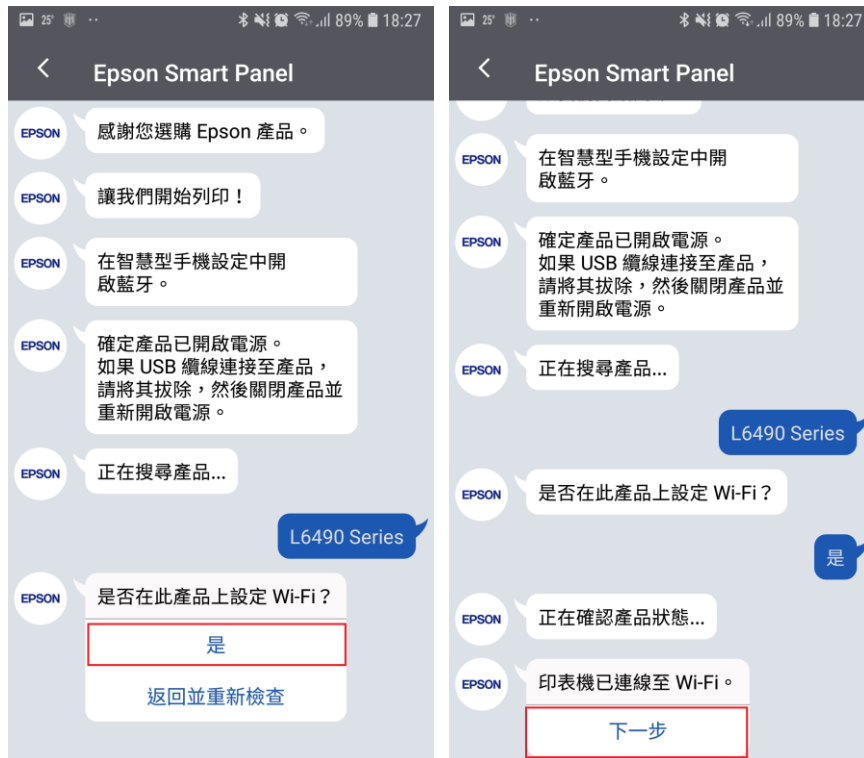 25°
89%
18:27
Epson Smart Panel
EPSON
感謝您選購 Epson 產品。
EPSON
讓我們開始列印！
EPSON
在智慧型手機設定中開
啟藍牙。
EPSON
確定產品已開啟電源。
如果 USB 纜線連接至產品，
請將其拔除，然後關閉產品並
重新開啟電源。
EPSON
正在搜尋產品...
L6490 Series
EPSON
是否在此產品上設定 Wi-Fi？
是
返回並重新檢查
25°
89%
18:27
Epson Smart Panel
EPSON
在智慧型手機設定中開
啟藍牙。
EPSON
確定產品已開啟電源。
如果 USB 纜線連接至產品，
請將其拔除，然後關閉產品並
重新開啟電源。
EPSON
正在搜尋產品...
L6490 Series
EPSON
是否在此產品上設定 Wi-Fi？
是
EPSON
正在確認產品狀態...
EPSON
印表機已連線至 Wi-Fi。
下一步